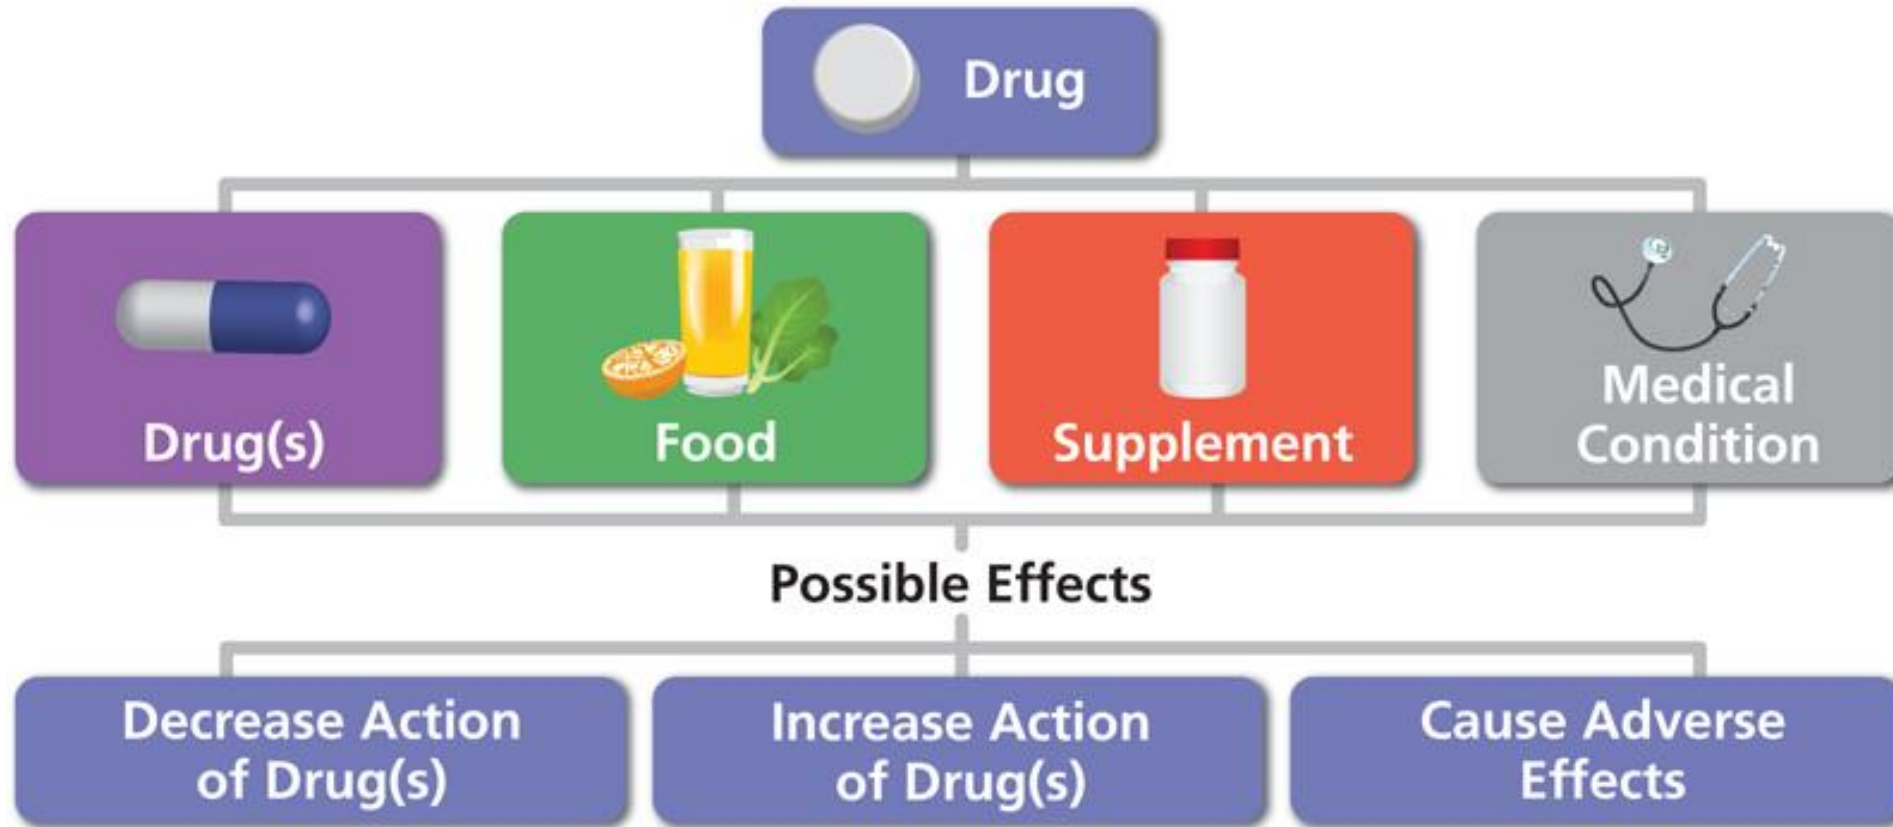 Drug
Drug(s)
Food
Supplement
Medical
Condition
Possible Effects
Decrease Action
of Drug(s)
Increase Action
of Drug(s)
Cause Adverse
Effects